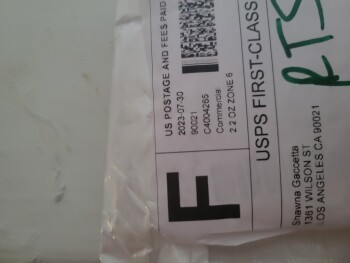 US POSTAGE AND FEES PAID
2023-07-30
90021
C4004265
Commercial
2.2 OZ ZONE 6
F
USPS FIRST-CLASS
RTS
Shawna Gaccetta
1361 WILSON ST
LOS ANGELES CA 90021